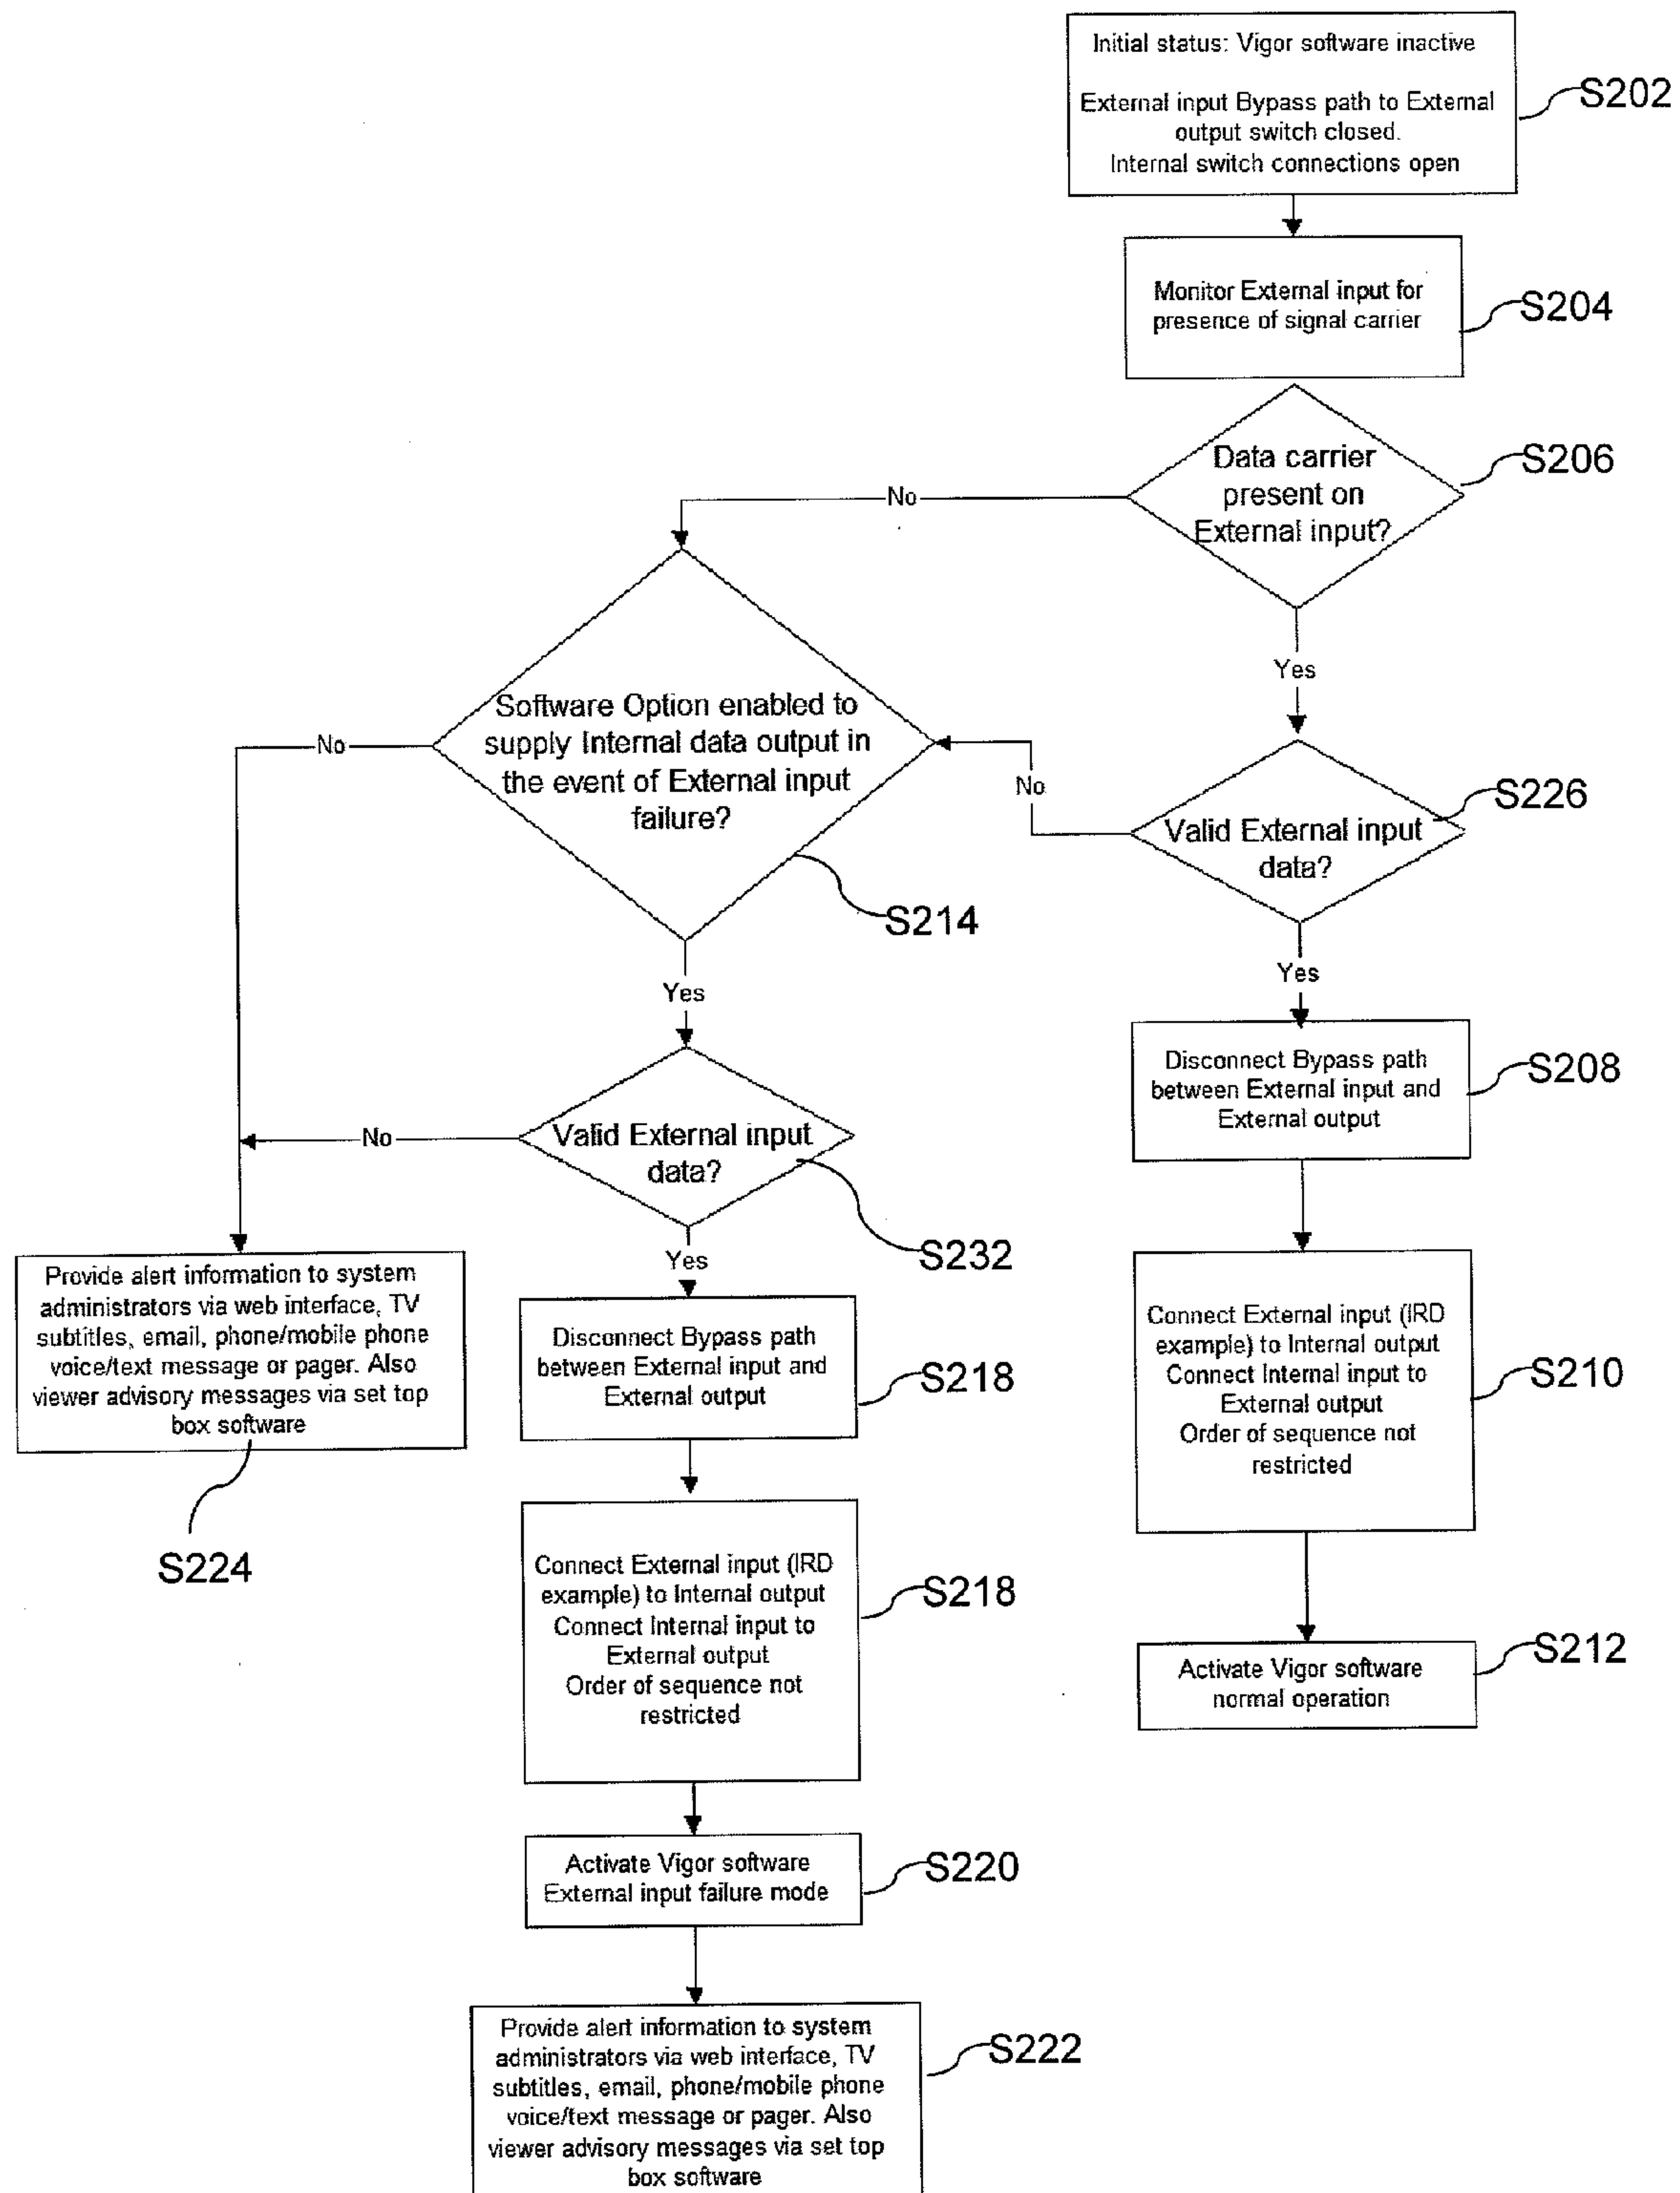 Initial status: Vigor software inactive
External input Bypass path to External
output switch closed.
Internal switch connections open
S202
Monitor External input for
presence of signal carrier
S204
Data carrier
present on
External input?
S206
No
Yes
Software Option enabled to
supply Internal data output in
the event of External input
failure?
S214
No
Yes
Valid External input
data?
S226
No
Yes
Disconnect Bypass path
between External input and
External output
S208
Valid External input
data?
S232
No
Yes
Provide alert information to system
administrators via web interface, TV
subtitles, email, phone/mobile phone
voice/text message or pager. Also
viewer advisory messages via set top
box software
S224
Disconnect Bypass path
between External input and
External output
S218
Connect External input (IRD
example) to Internal output
Connect Internal input to
External output
Order of sequence not
restricted
S210
Connect External input (IRD
example) to Internal output
Connect Internal input to
External output
Order of sequence not
restricted
S218
Activate Vigor software
normal operation
S212
Activate Vigor software
External input failure mode
S220
Provide alert information to system
administrators via web interface, TV
subtitles, email, phone/mobile phone
voice/text message or pager. Also
viewer advisory messages via set top
box software
S222